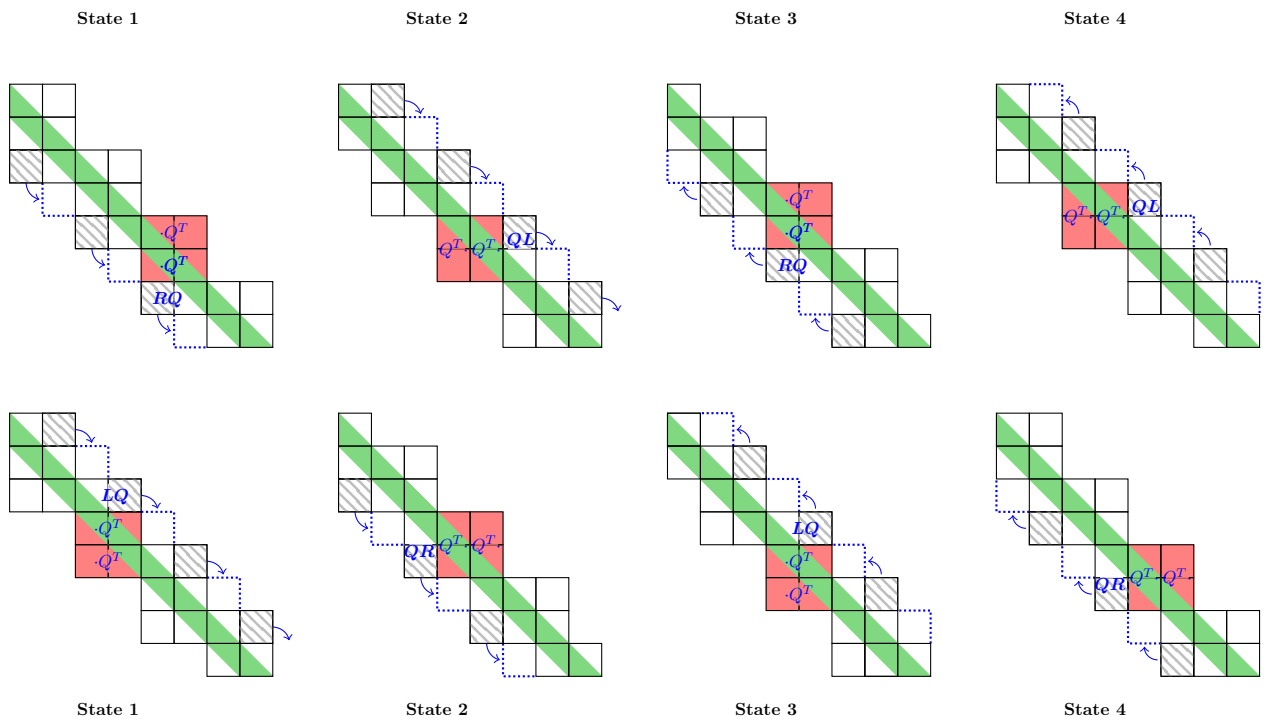 State 1 State 2 State 3 State 4
·Q^T ·Q^T
·Q^T Q^T· Q^T· QL ·Q^T Q^T· Q^T· QL
RQ RQ
LQ
·Q^T LQ
·Q^T QR Q^T· Q^T· ·Q^T
·Q^T QR Q^T· Q^T·
State 1 State 2 State 3 State 4